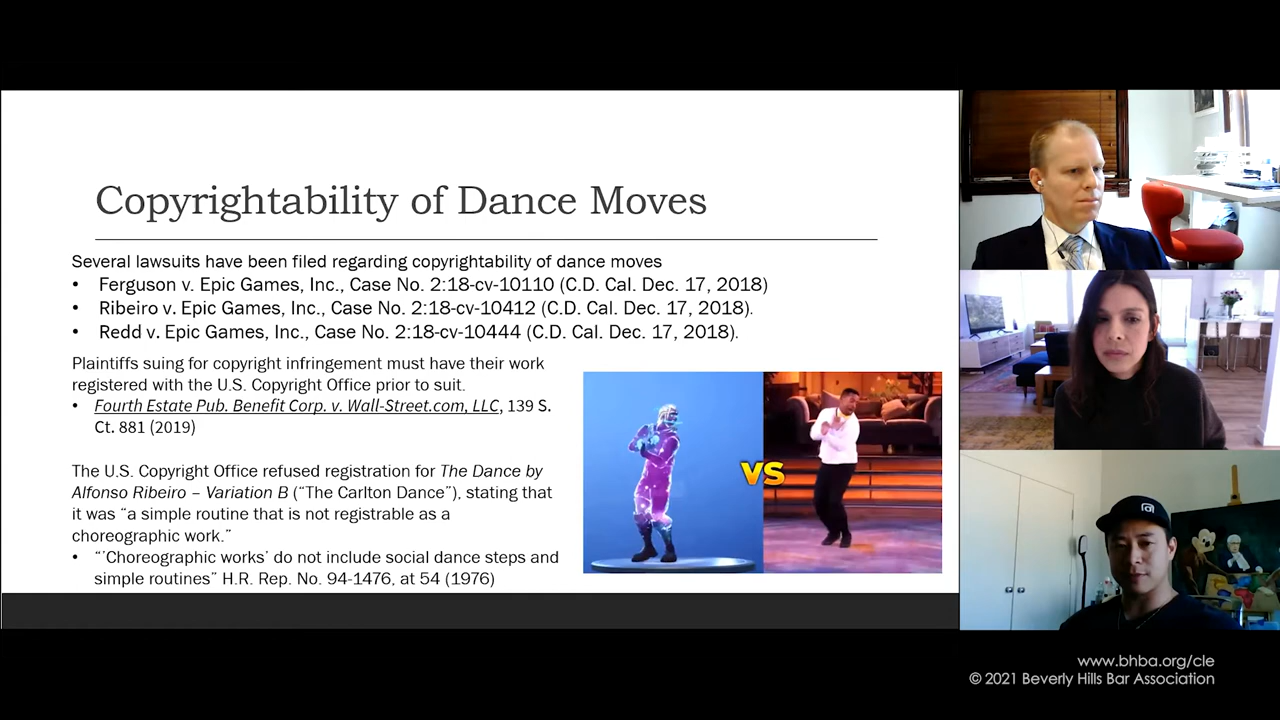 Copyrightability of Dance Moves
Several lawsuits have been filed regarding copyrightability of dance moves
• Ferguson v. Epic Games, Inc., Case No. 2:18-cv-10110 (C.D. Cal. Dec. 17, 2018)
• Ribeiro v. Epic Games, Inc., Case No. 2:18-cv-10412 (C.D. Cal. Dec. 17, 2018).
• Redd v. Epic Games, Inc., Case No. 2:18-cv-10444 (C.D. Cal. Dec. 17, 2018).
Plaintiffs suing for copyright infringement must have their work
registered with the U.S. Copyright Office prior to suit.
• Fourth Estate Pub. Benefit Corp. v. Wall-Street.com, LLC, 139 S.
Ct. 881 (2019)
The U.S. Copyright Office refused registration for The Dance by
Alfonso Ribeiro – Variation B (“The Carlton Dance”), stating that
it was “a simple routine that is not registrable as a
choreographic work.”
• “’Choreographic works’ do not include social dance steps and
simple routines” H.R. Rep. No. 94-1476, at 54 (1976)
VS
www.bhba.org/cle
© 2021 Beverly Hills Bar Association